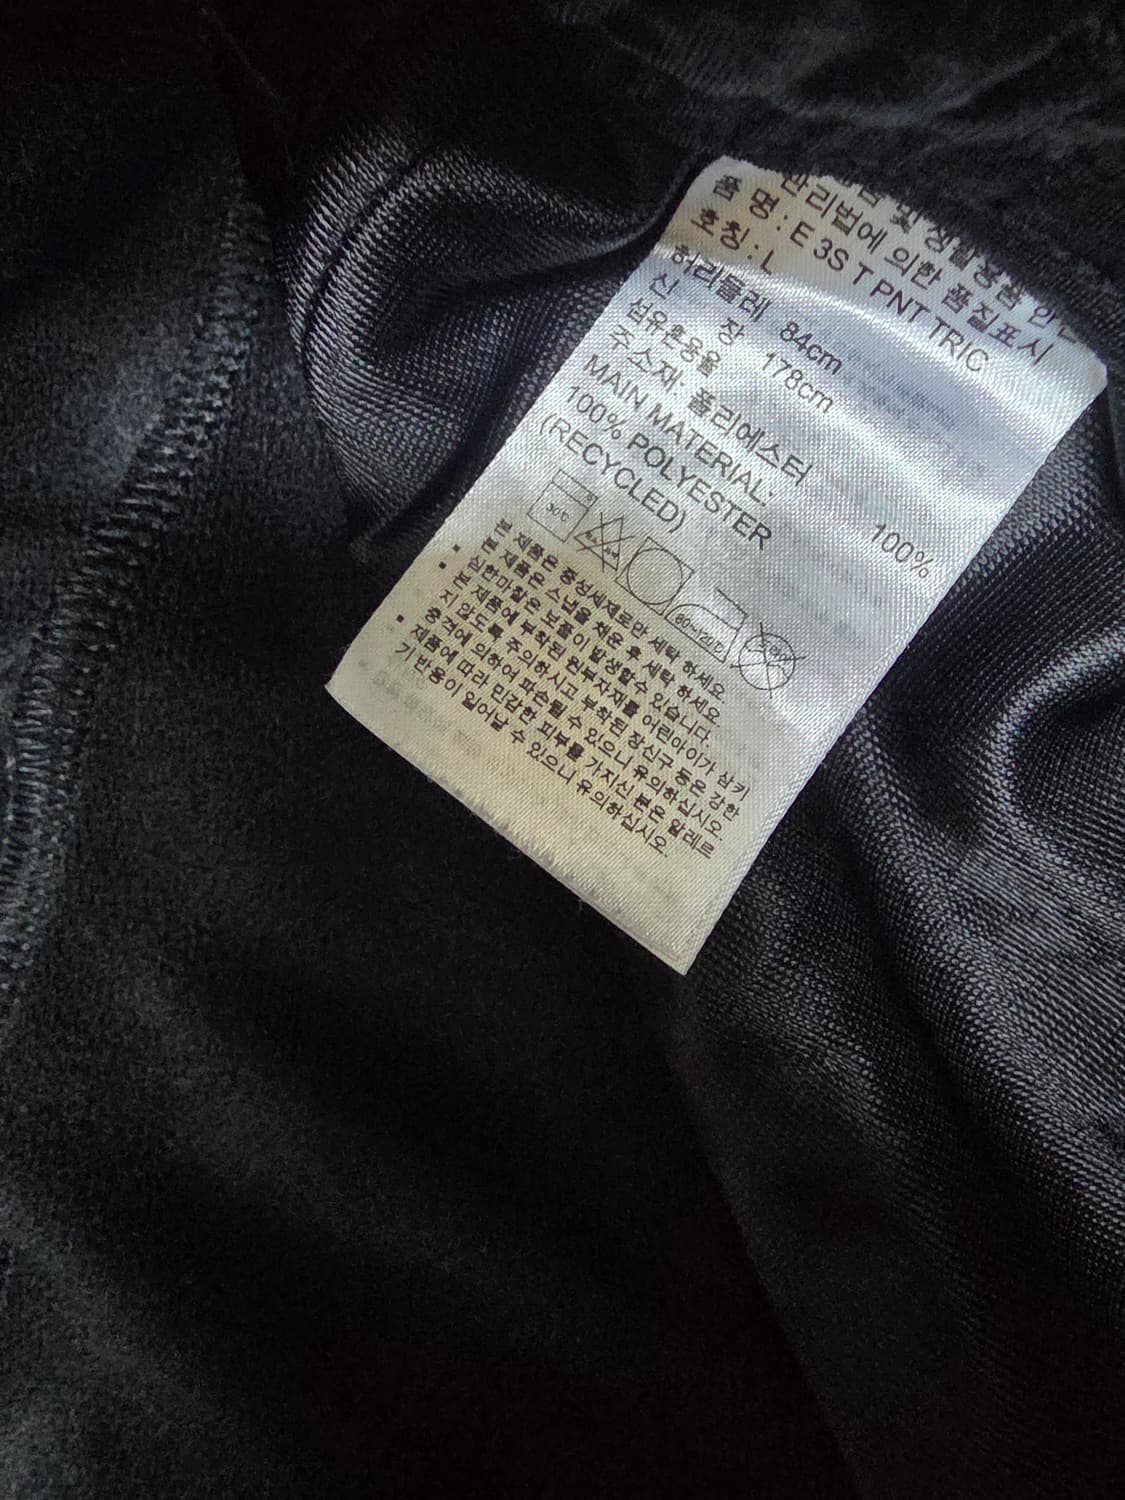 관리법에 의한 품질표시
품 명 : E 3S T PNT TRIC
호칭 : L
허리둘레 84cm
신 장 178cm
섬유혼용율
주소재: 폴리에스터 100%
MAIN MATERIAL:
100% POLYESTER
(RECYCLED)
30℃
80~120℃
본 제품은 중성세제로만 세탁 하세요
본 제품은 손넘을 채운 후 세탁 하세요
심한마찰은 보풀이 발생할수 있습니다.
▪ 본 제품에 부착된 원부자재를 어린아이가 삼키
지 않도록 주의하시고 부착된 장신구 등은 강한
충격에 의하여 파손될 수 있으니 유의하십시오.
▪ 제품에 따라 민감한 피부를 가지신 분은 알레르
기반응이 일어날 수 있으니 유의하십시오.